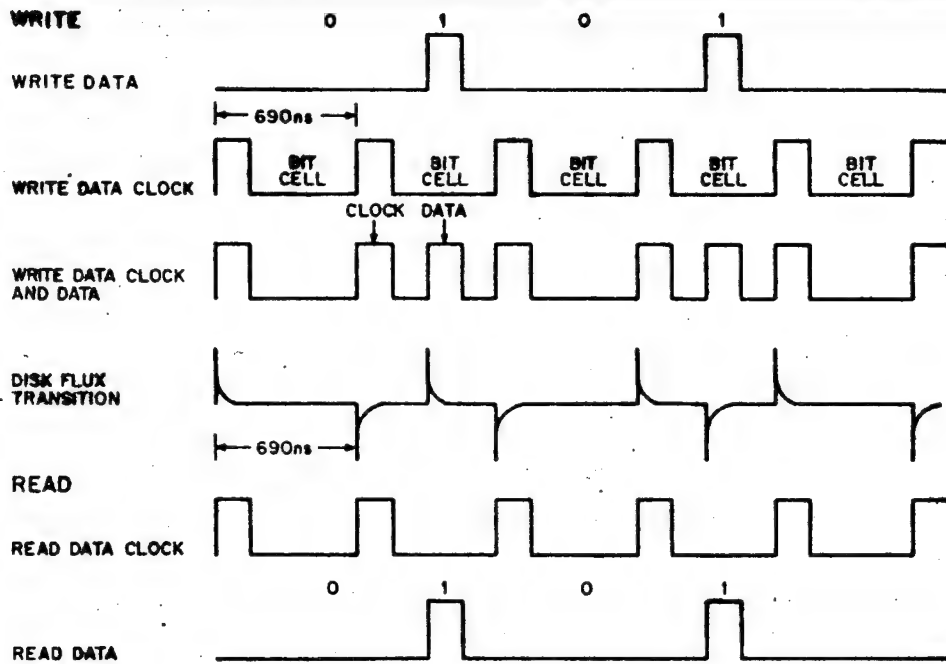 WRITE 0 1 0 1
WRITE DATA
690ns
BIT BIT BIT BIT BIT
CELL CELL CELL CELL CELL
WRITE DATA CLOCK
CLOCK DATA
WRITE DATA CLOCK
AND DATA
DISK FLUX
TRANSITION
690ns
READ
READ DATA CLOCK
0 1 0 1
READ DATA